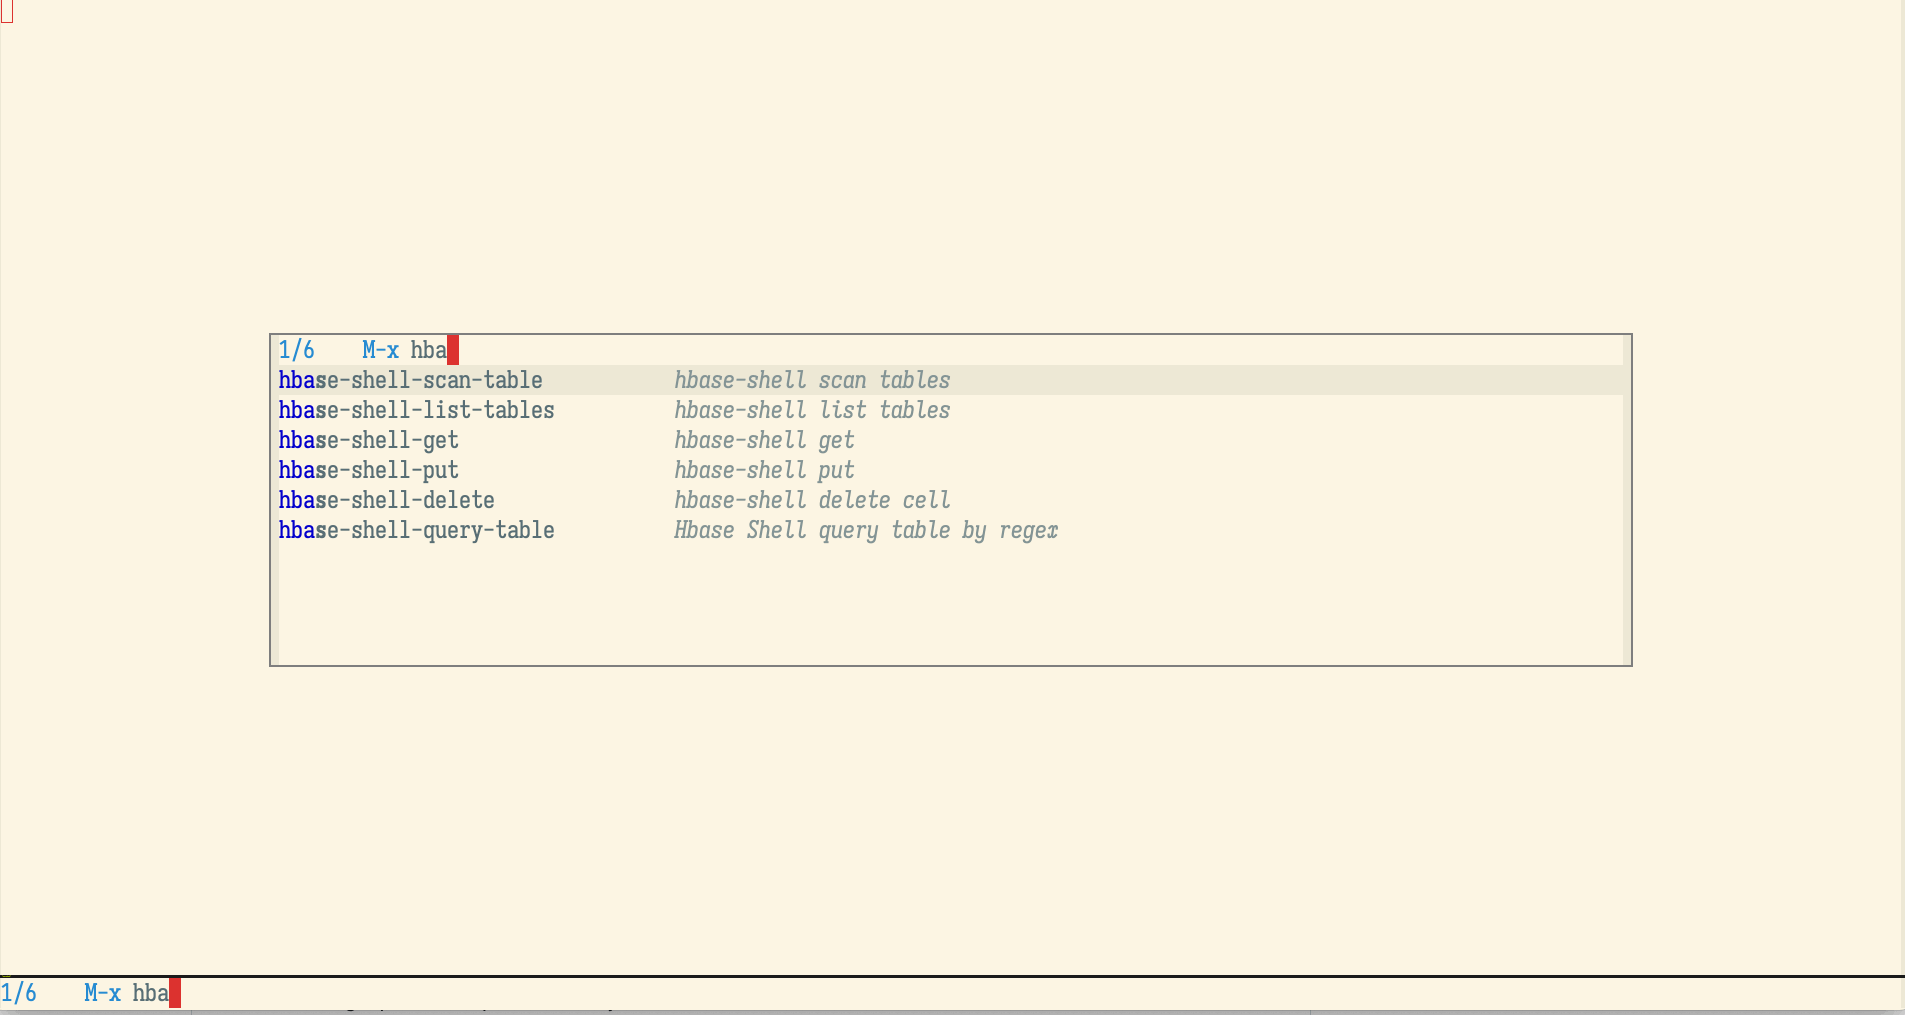 1/6 M-x hba
hbase-shell-scan-table hbase-shell scan tables
hbase-shell-list-tables hbase-shell list tables
hbase-shell-get hbase-shell get
hbase-shell-put hbase-shell put
hbase-shell-delete hbase-shell delete cell
hbase-shell-query-table Hbase Shell query table by regex
1/6 M-x hba